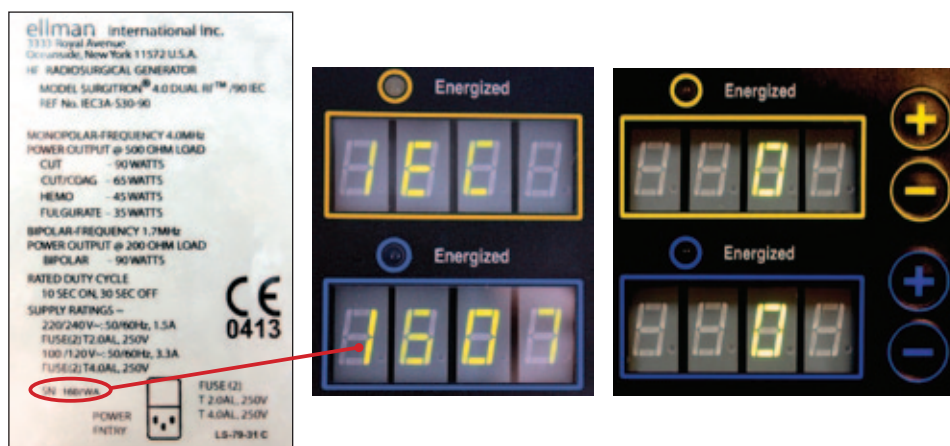 ellman International Inc.
3333 Royal Avenue
Oceanside, New York 11572 U.S.A.
HF RADIOSURGICAL GENERATOR
MODEL SURGITRON® 4.0 DUAL RF™ /90 IEC
REF No. IEC3A-S30-90
MONOPOLAR-FREQUENCY 4.0MHz
POWER OUTPUT @ 500 OHM LOAD
CUT - 90 WATTS
CUT/COAG - 65 WATTS
HEMO - 45 WATTS
FULGURATE - 35 WATTS
BIPOLAR-FREQUENCY 1.7MHz
POWER OUTPUT @ 200 OHM LOAD
BIPOLAR - 90 WATTS
RATED DUTY CYCLE
10 SEC ON, 30 SEC OFF
SUPPLY RATINGS ~
220/240 V~: 50/60Hz, 1.5A
FUSE(2) T2.0AL, 250V
100 /120V~: 50/60Hz, 3.3A
FUSE(2) T4.0AL, 250V
CE
0413
SN
POWER
ENTRY
FUSE (2)
T 2.0AL, 250V
T 4.0AL, 250V
LS-79-31 C
Energized
IEC
Energized
1607
Energized
0
+
−
Energized
0
+
−